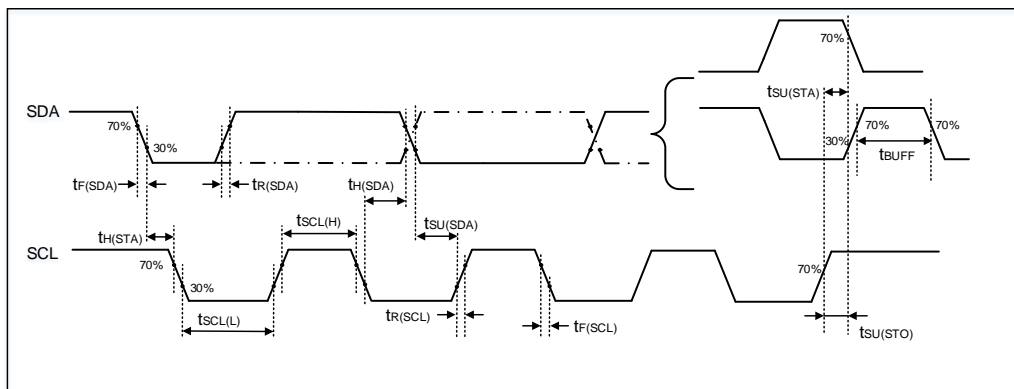 70%
tSU(STA)
SDA
70%
30%
30%
70%
70%
tBUFF
tF(SDA)
tR(SDA)
tH(SDA)
tSCL(H)
tSU(SDA)
tH(STA)
SCL
70%
30%
70%
tSCL(L)
tR(SCL)
tF(SCL)
tSU(STO)